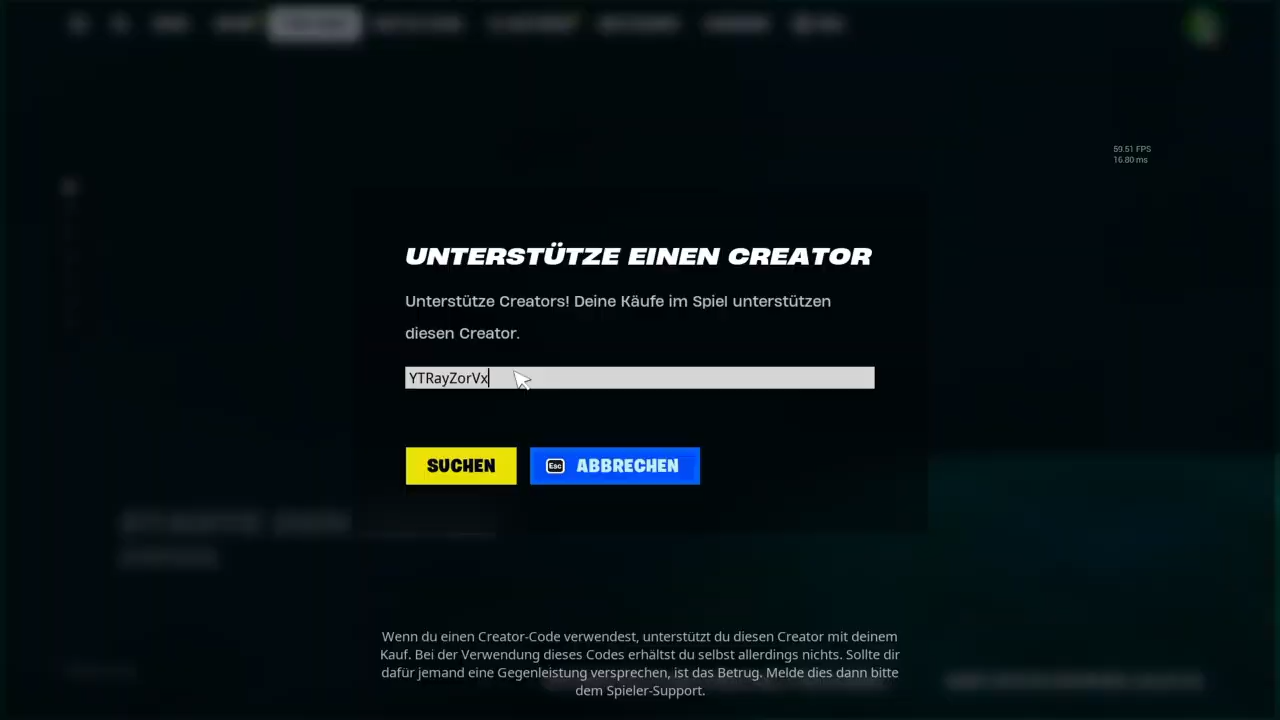 59.51 FPS
16.80 ms
UNTERSTÜTZE EINEN CREATOR
Unterstütze Creators! Deine Käufe im Spiel unterstützen
diesen Creator.
YTRayZorVx
SUCHEN
Esc ABBRECHEN
Wenn du einen Creator-Code verwendest, unterstützt du diesen Creator mit deinem
Kauf. Bei der Verwendung dieses Codes erhältst du selbst allerdings nichts. Sollte dir
dafür jemand eine Gegenleistung versprechen, ist das Betrug. Melde dies dann bitte
dem Spieler-Support.